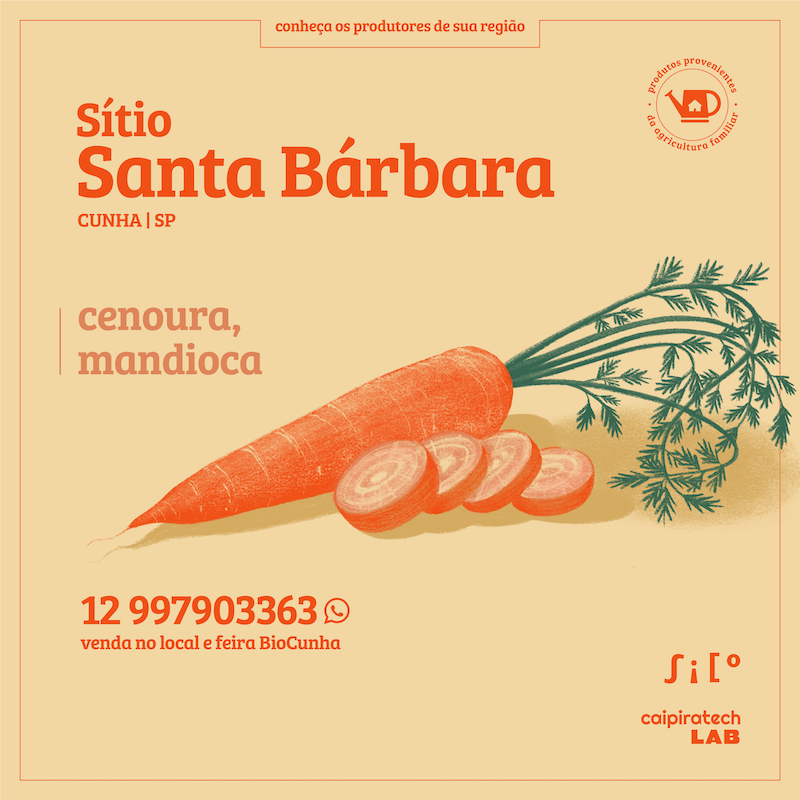 conheça os produtores de sua região
produtos provenientes
da agricultura familiar
Sítio
Santa Bárbara
CUNHA | SP
cenoura,
mandioca
12 997903363
venda no local e feira BioCunha
caipiratech
LAB